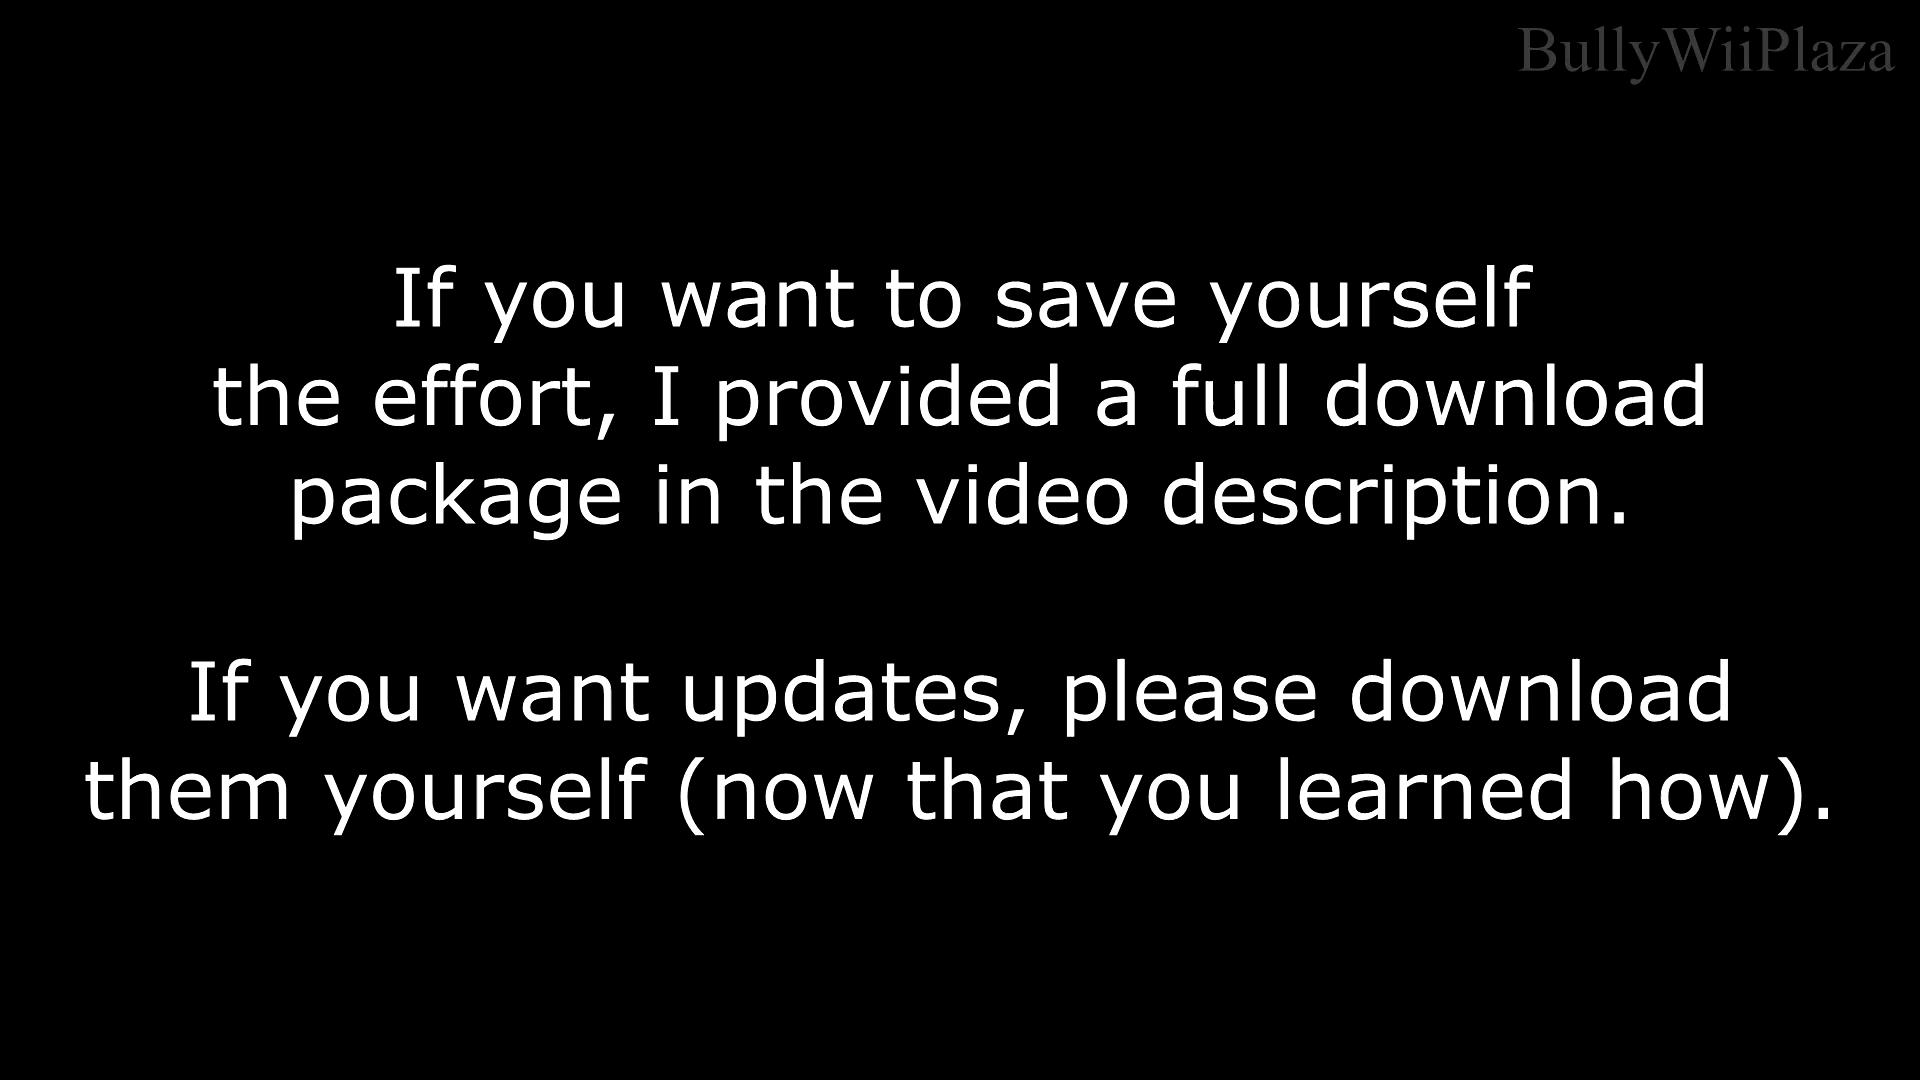 BullyWiiPlaza
If you want to save yourself
the effort, I provided a full download
package in the video description.
If you want updates, please download
them yourself (now that you learned how).